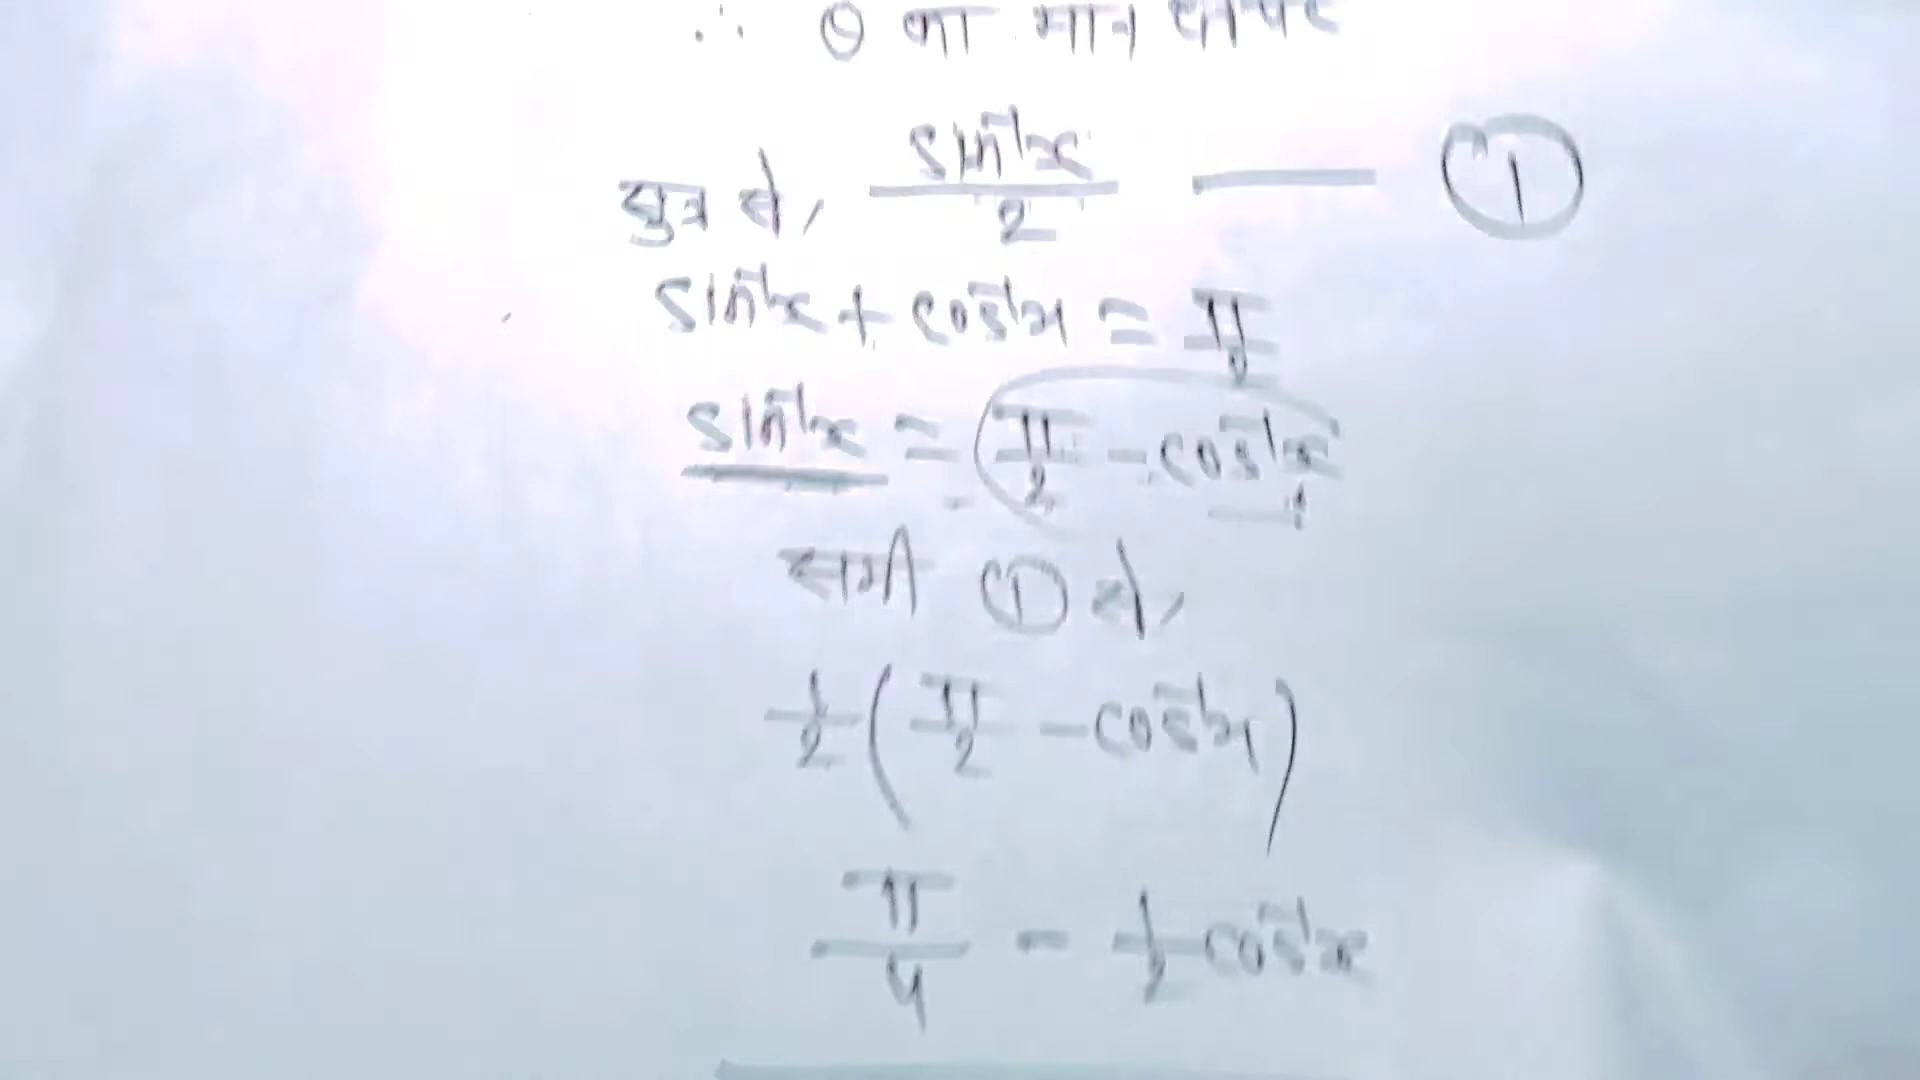 ∴ θ का मान रखने पर
सूत्र से, sin⁻¹x / 2 —— ①
sin⁻¹x + cos⁻¹x = π/2
sin⁻¹x = π/2 - cos⁻¹x
समी ① से,
1/2 (π/2 - cos⁻¹x)
π/4 - 1/2 cos⁻¹x